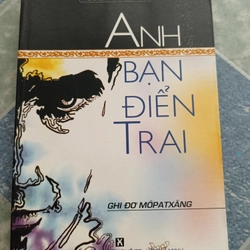 ANH
BẠN
ĐIỂN
TRAI
GHI ĐƠ MÔPATXĂNG